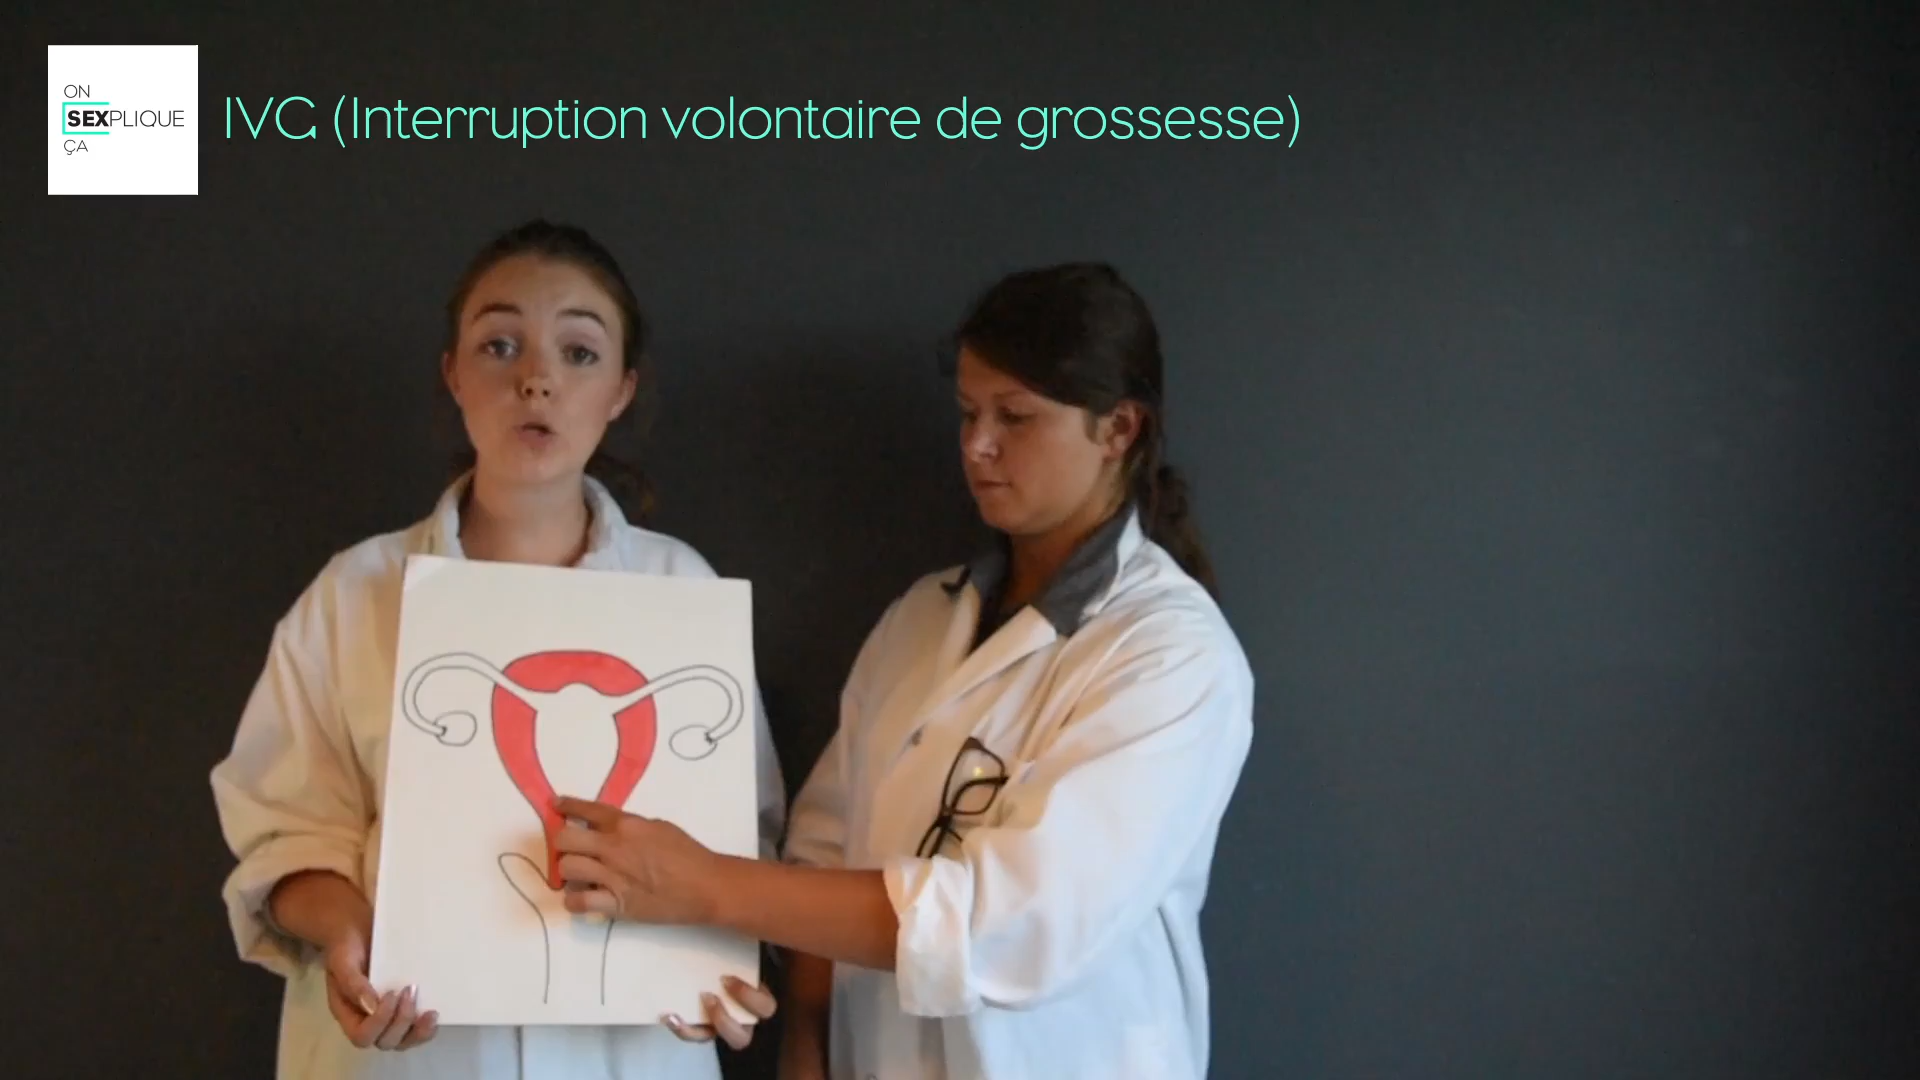 ON
SEXPLIQUE
ÇA
IVG (Interruption volontaire de grossesse)